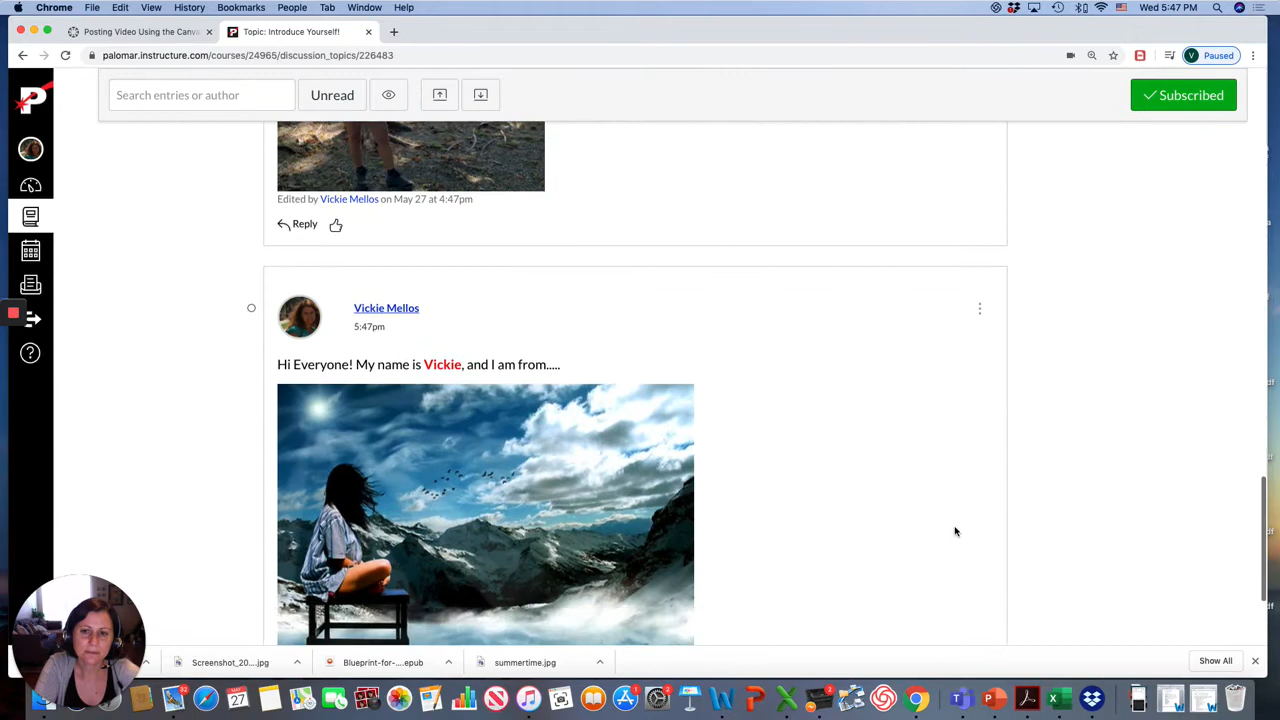 Chrome File Edit View History Bookmarks People Tab Window Help Wed 5:47 PM
Posting Video Using the Canva
Topic: Introduce Yourself!
palomar.instructure.com/courses/24965/discussion_topics/226483
V Paused
Search entries or author
Unread
Subscribed
Edited by Vickie Mellos on May 27 at 4:47pm
Reply
Vickie Mellos
5:47pm
Hi Everyone! My name is Vickie, and I am from.....
Screenshot_20....jpg
Blueprint-for-....epub
summertime.jpg
Show All